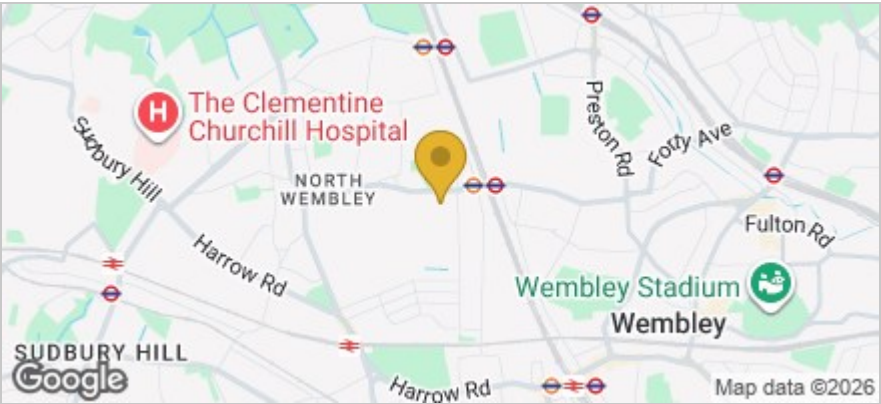 Preston Rd
Forty Ave
H
The Clementine
Churchill Hospital
Sudbury Hill
NORTH
WEMBLEY
Fulton Rd
Harrow Rd
Wembley Stadium
Wembley
SUDBURY HILL
Google
Harrow Rd
Map data ©2026